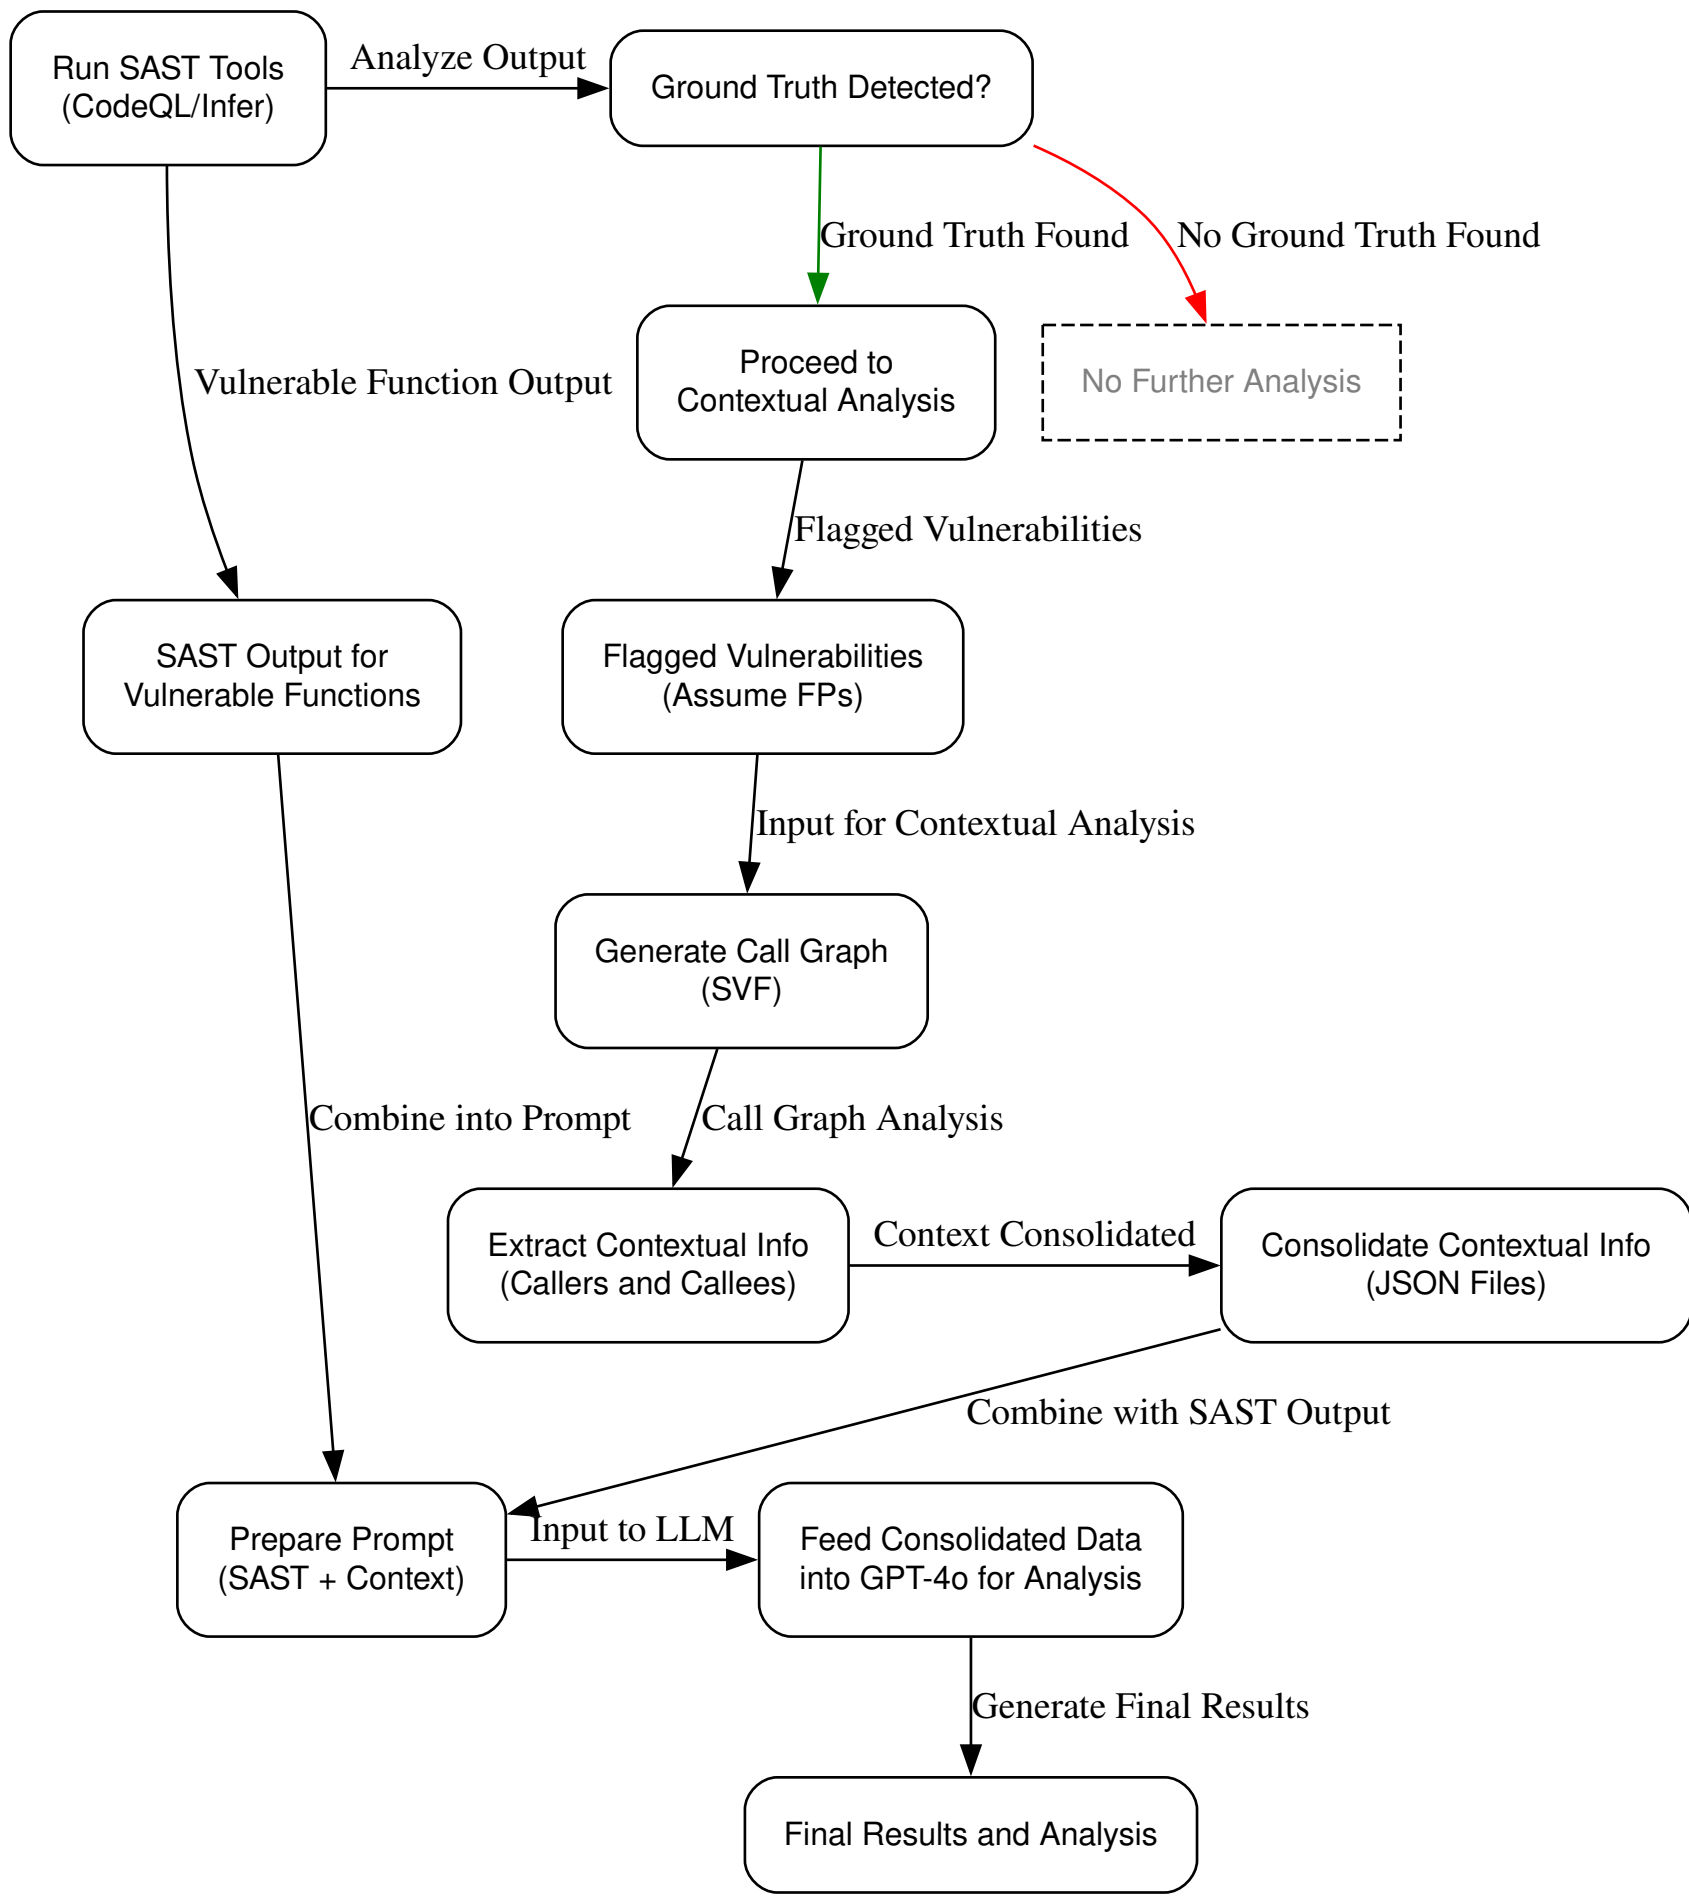 Run SAST Tools
(CodeQL/Infer)
Analyze Output
Ground Truth Detected?
Ground Truth Found
No Ground Truth Found
Vulnerable Function Output
Proceed to
Contextual Analysis
No Further Analysis
Flagged Vulnerabilities
SAST Output for
Vulnerable Functions
Flagged Vulnerabilities
(Assume FPs)
Input for Contextual Analysis
Generate Call Graph
(SVF)
Combine into Prompt
Call Graph Analysis
Extract Contextual Info
(Callers and Callees)
Context Consolidated
Consolidate Contextual Info
(JSON Files)
Combine with SAST Output
Prepare Prompt
(SAST + Context)
Input to LLM
Feed Consolidated Data
into GPT-4o for Analysis
Generate Final Results
Final Results and Analysis